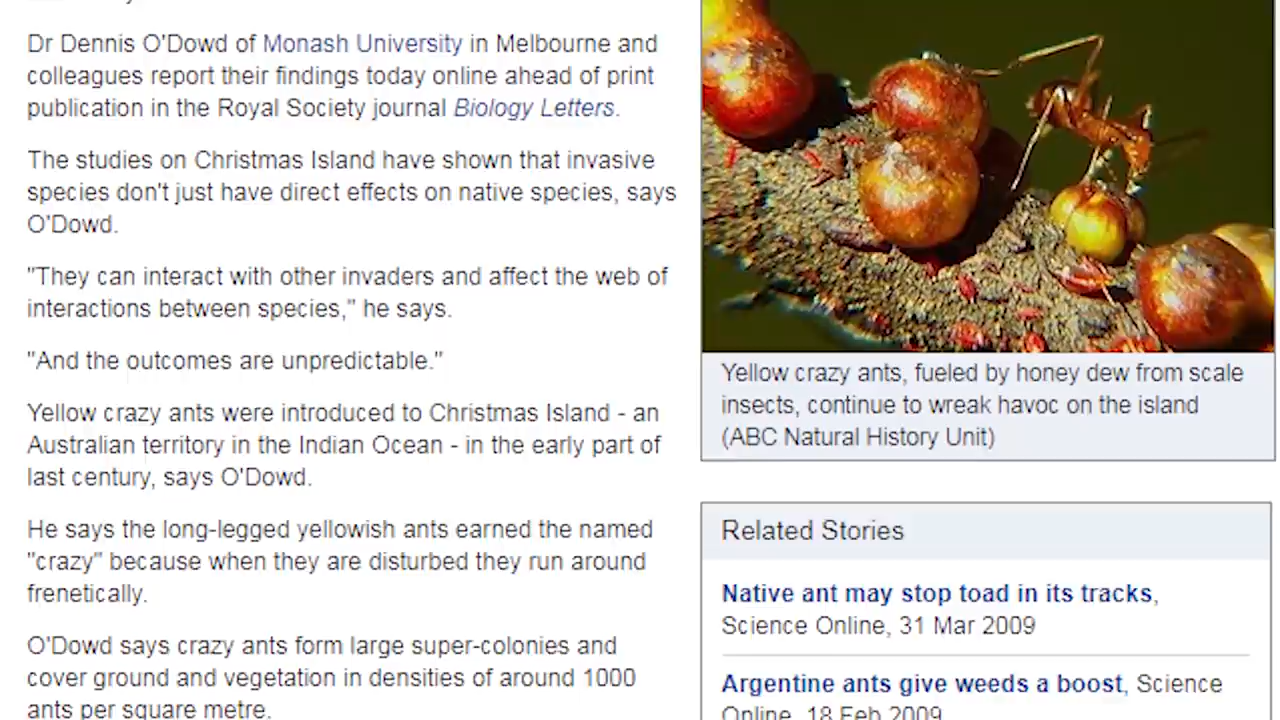 Dr Dennis O'Dowd of Monash University in Melbourne and
colleagues report their findings today online ahead of print
publication in the Royal Society journal Biology Letters.
The studies on Christmas Island have shown that invasive
species don't just have direct effects on native species, says
O'Dowd.
"They can interact with other invaders and affect the web of
interactions between species," he says.
"And the outcomes are unpredictable."
Yellow crazy ants were introduced to Christmas Island - an
Australian territory in the Indian Ocean - in the early part of
last century, says O'Dowd.
He says the long-legged yellowish ants earned the named
"crazy" because when they are disturbed they run around
frenetically.
O'Dowd says crazy ants form large super-colonies and
cover ground and vegetation in densities of around 1000
ants per square metre.
Yellow crazy ants, fueled by honey dew from scale
insects, continue to wreak havoc on the island
(ABC Natural History Unit)
Related Stories
Native ant may stop toad in its tracks,
Science Online, 31 Mar 2009
Argentine ants give weeds a boost, Science
Online, 18 Feb 2009